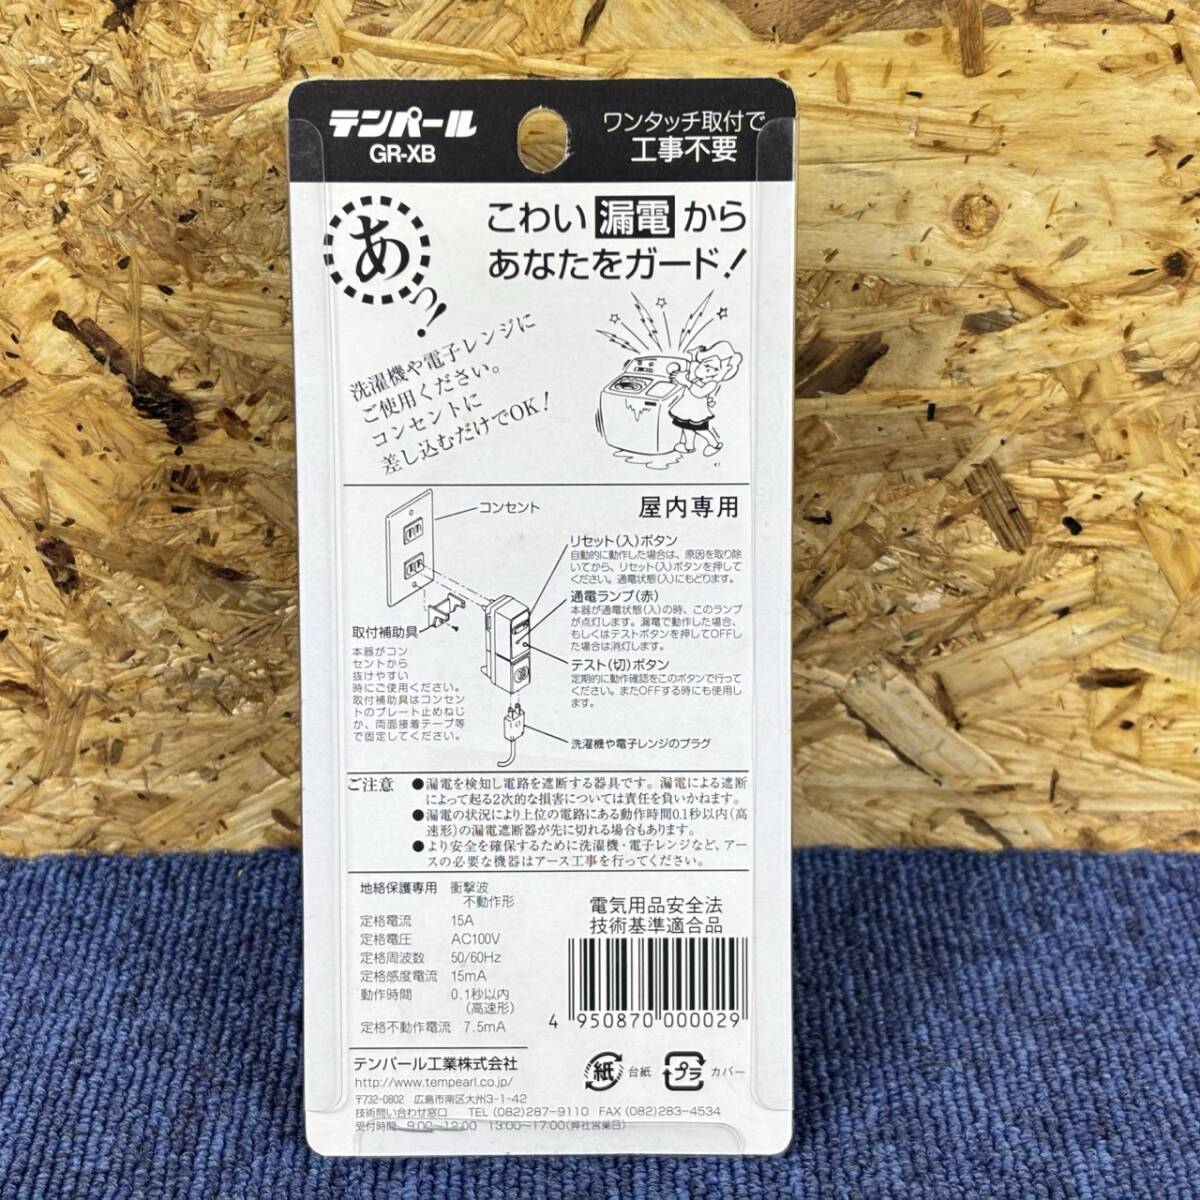 テンパール
GR-XB
ワンタッチ取付で
工事不要
あっ!
こわい漏電から
あなたをガード!
洗濯機や電子レンジに
ご使用ください。
コンセントに
差し込むだけでOK!
屋内専用
コンセント
リセット(入)ボタン
自動的に動作した場合は、原因を取り除
いてから、リセット(入)ボタンを押して
ください。通電状態(入)にもどります。
通電ランプ(赤)
本器が通電状態(入)の時、このランプ
が点灯します。漏電で動作した場合、
もしくはテストボタンを押してOFFし
た場合は消灯します。
テスト(切)ボタン
定期的に動作確認をこのボタンで行って
ください。またOFFする時にも使用し
ます。
取付補助具
本器がコン
セントから
抜けやすい
時にご使用ください。
取付補助具はコンセン
トのプレート止めねじ
か、両面接着テープ等
で固定してください。
洗濯機や電子レンジのプラグ
ご注意
●漏電を検知し電路を遮断する器具です。漏電による遮断
によって起る2次的な損害については責任を負いかねます。
●漏電の状況により上位の電路にある動作時間0.1秒以内(高
速形)の漏電遮断器が先に切れる場合もあります。
●より安全を確保するために洗濯機・電子レンジなど、アー
スの必要な機器はアース工事を行ってください。
地絡保護専用 衝撃波
不動作形
定格電流 15A
定格電圧 AC100V
定格周波数 50/60Hz
定格感度電流 15mA
動作時間 0.1秒以内
(高速形)
定格不動作電流 7.5mA
電気用品安全法
技術基準適合品
4 950870 000029
テンパール工業株式会社
http://www.tempearl.co.jp/
〒732-0802 広島市南区大州3-1-42
技術問い合わせ窓口 TEL (082)287-9110 FAX (082)283-4534
受付時間 9:00~12:00 13:00~17:00(弊社営業日)
紙 台紙
プラ カバー